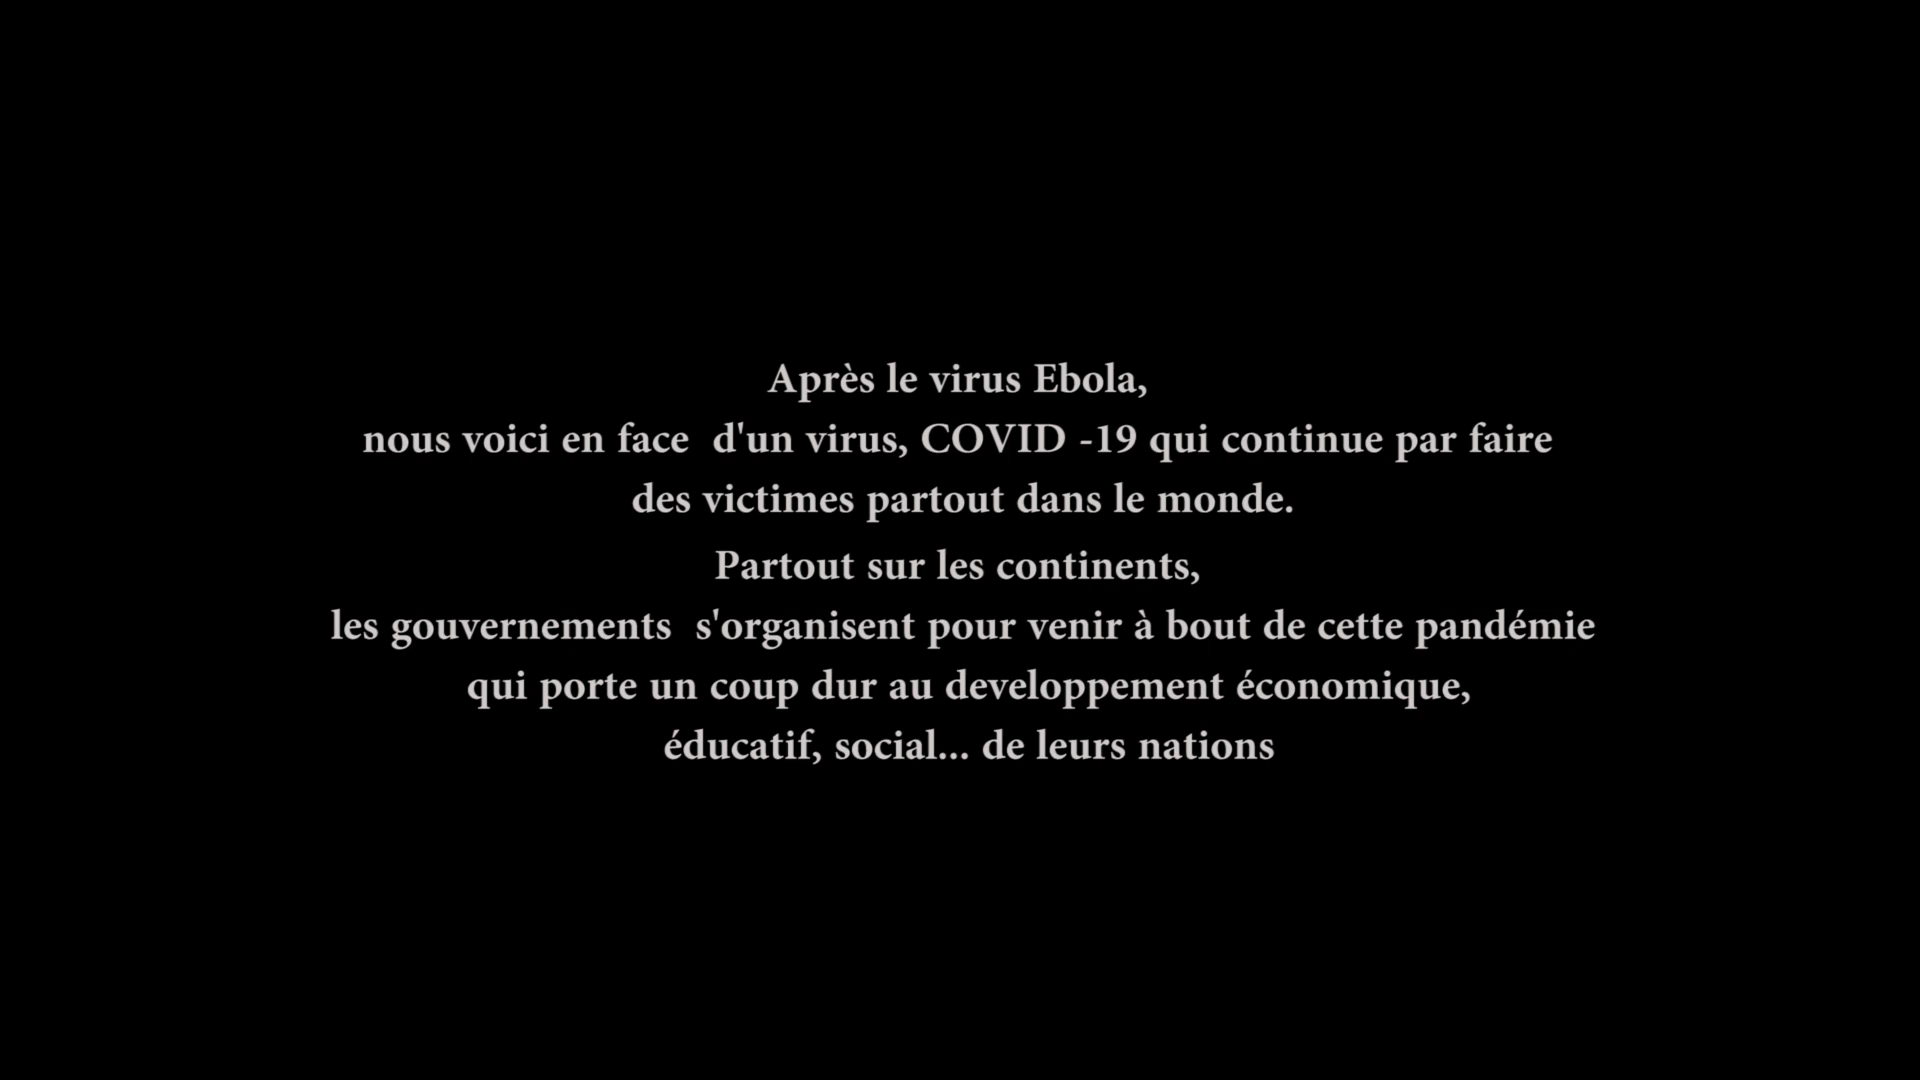 Après le virus Ebola,
nous voici en face  d'un virus, COVID -19 qui continue par faire
des victimes partout dans le monde.
Partout sur les continents,
les gouvernements  s'organisent pour venir à bout de cette pandémie
qui porte un coup dur au developpement économique,
éducatif, social... de leurs nations